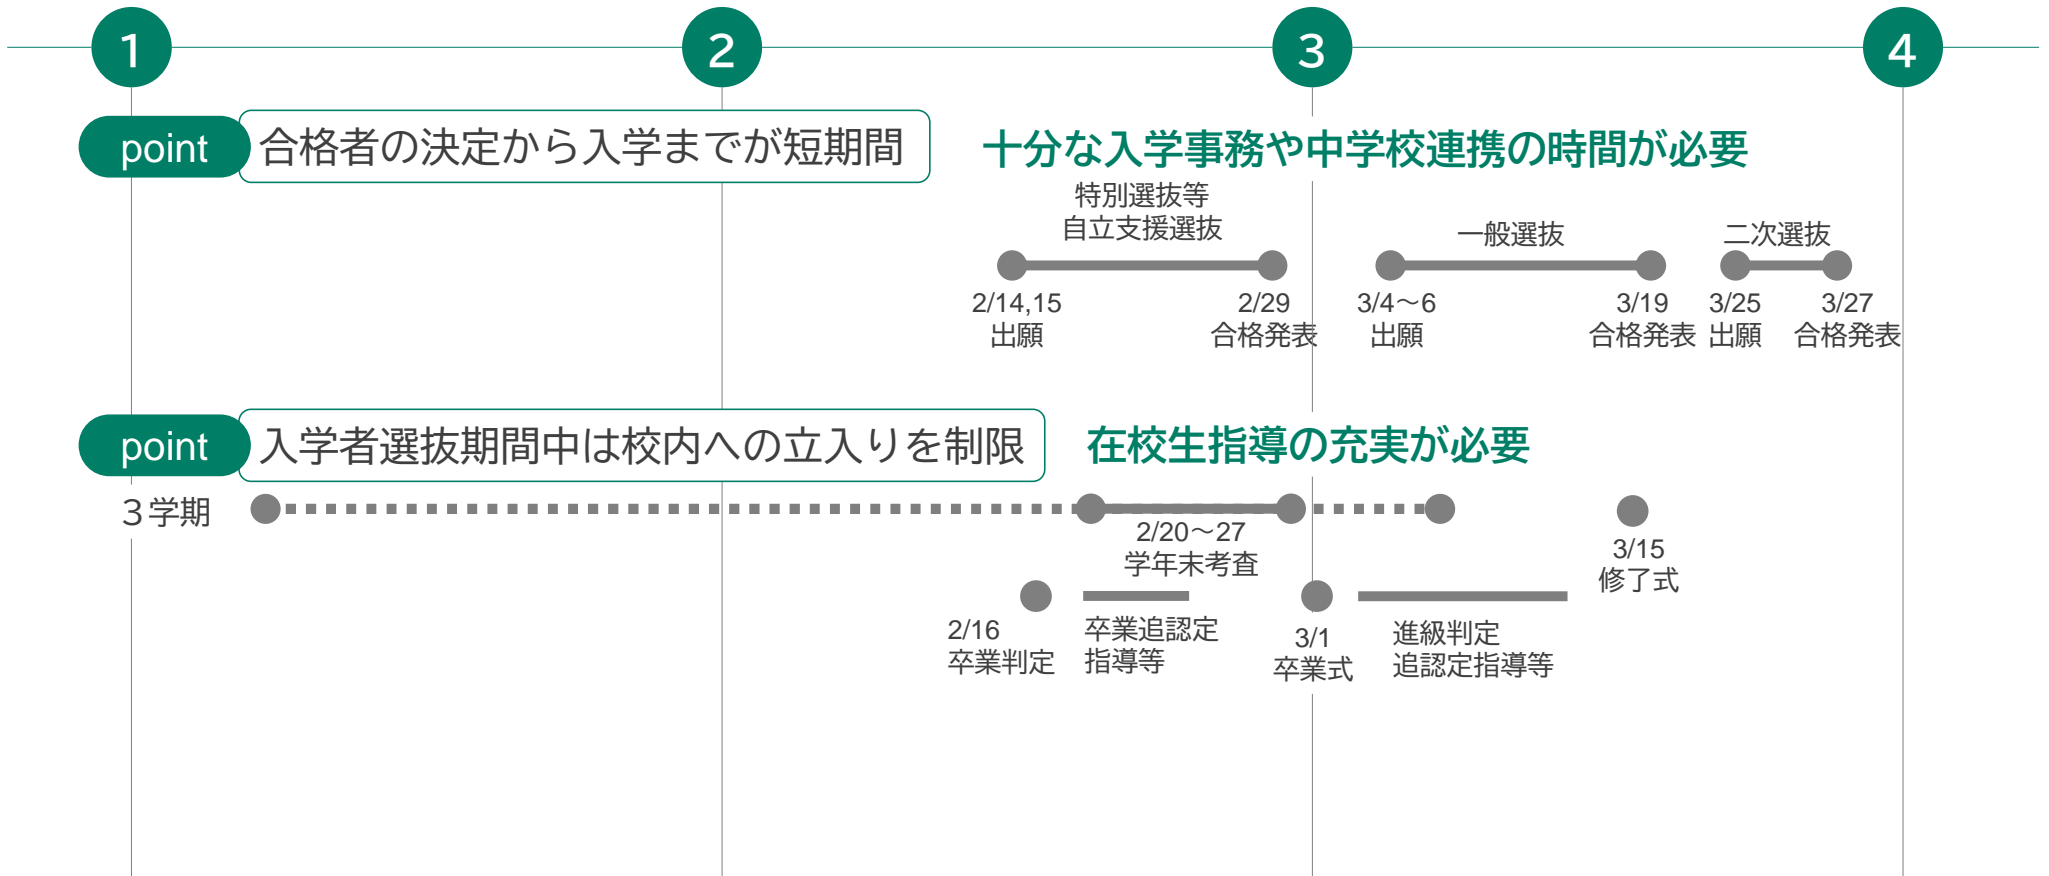 1
2
3
4
point
合格者の決定から入学までが短期間
十分な入学事務や中学校連携の時間が必要
特別選抜等
自立支援選抜
一般選抜
二次選抜
2/14,15
出願
2/29
合格発表
3/4～6
出願
3/19
合格発表
3/25
出願
3/27
合格発表
point
入学者選抜期間中は校内への立入りを制限
在校生指導の充実が必要
３学期
2/20～27
学年末考査
3/15
修了式
2/16
卒業判定
卒業追認定
指導等
3/1
卒業式
進級判定
追認定指導等